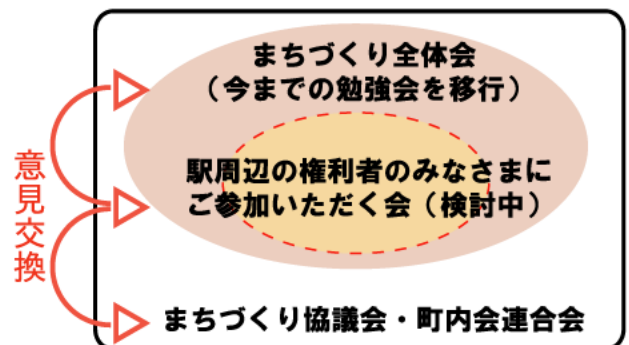 まちづくり全体会
（今までの勉強会を移行）
駅周辺の権利者のみなさまに
ご参加いただく会（検討中）
意見交換
まちづくり協議会・町内会連合会